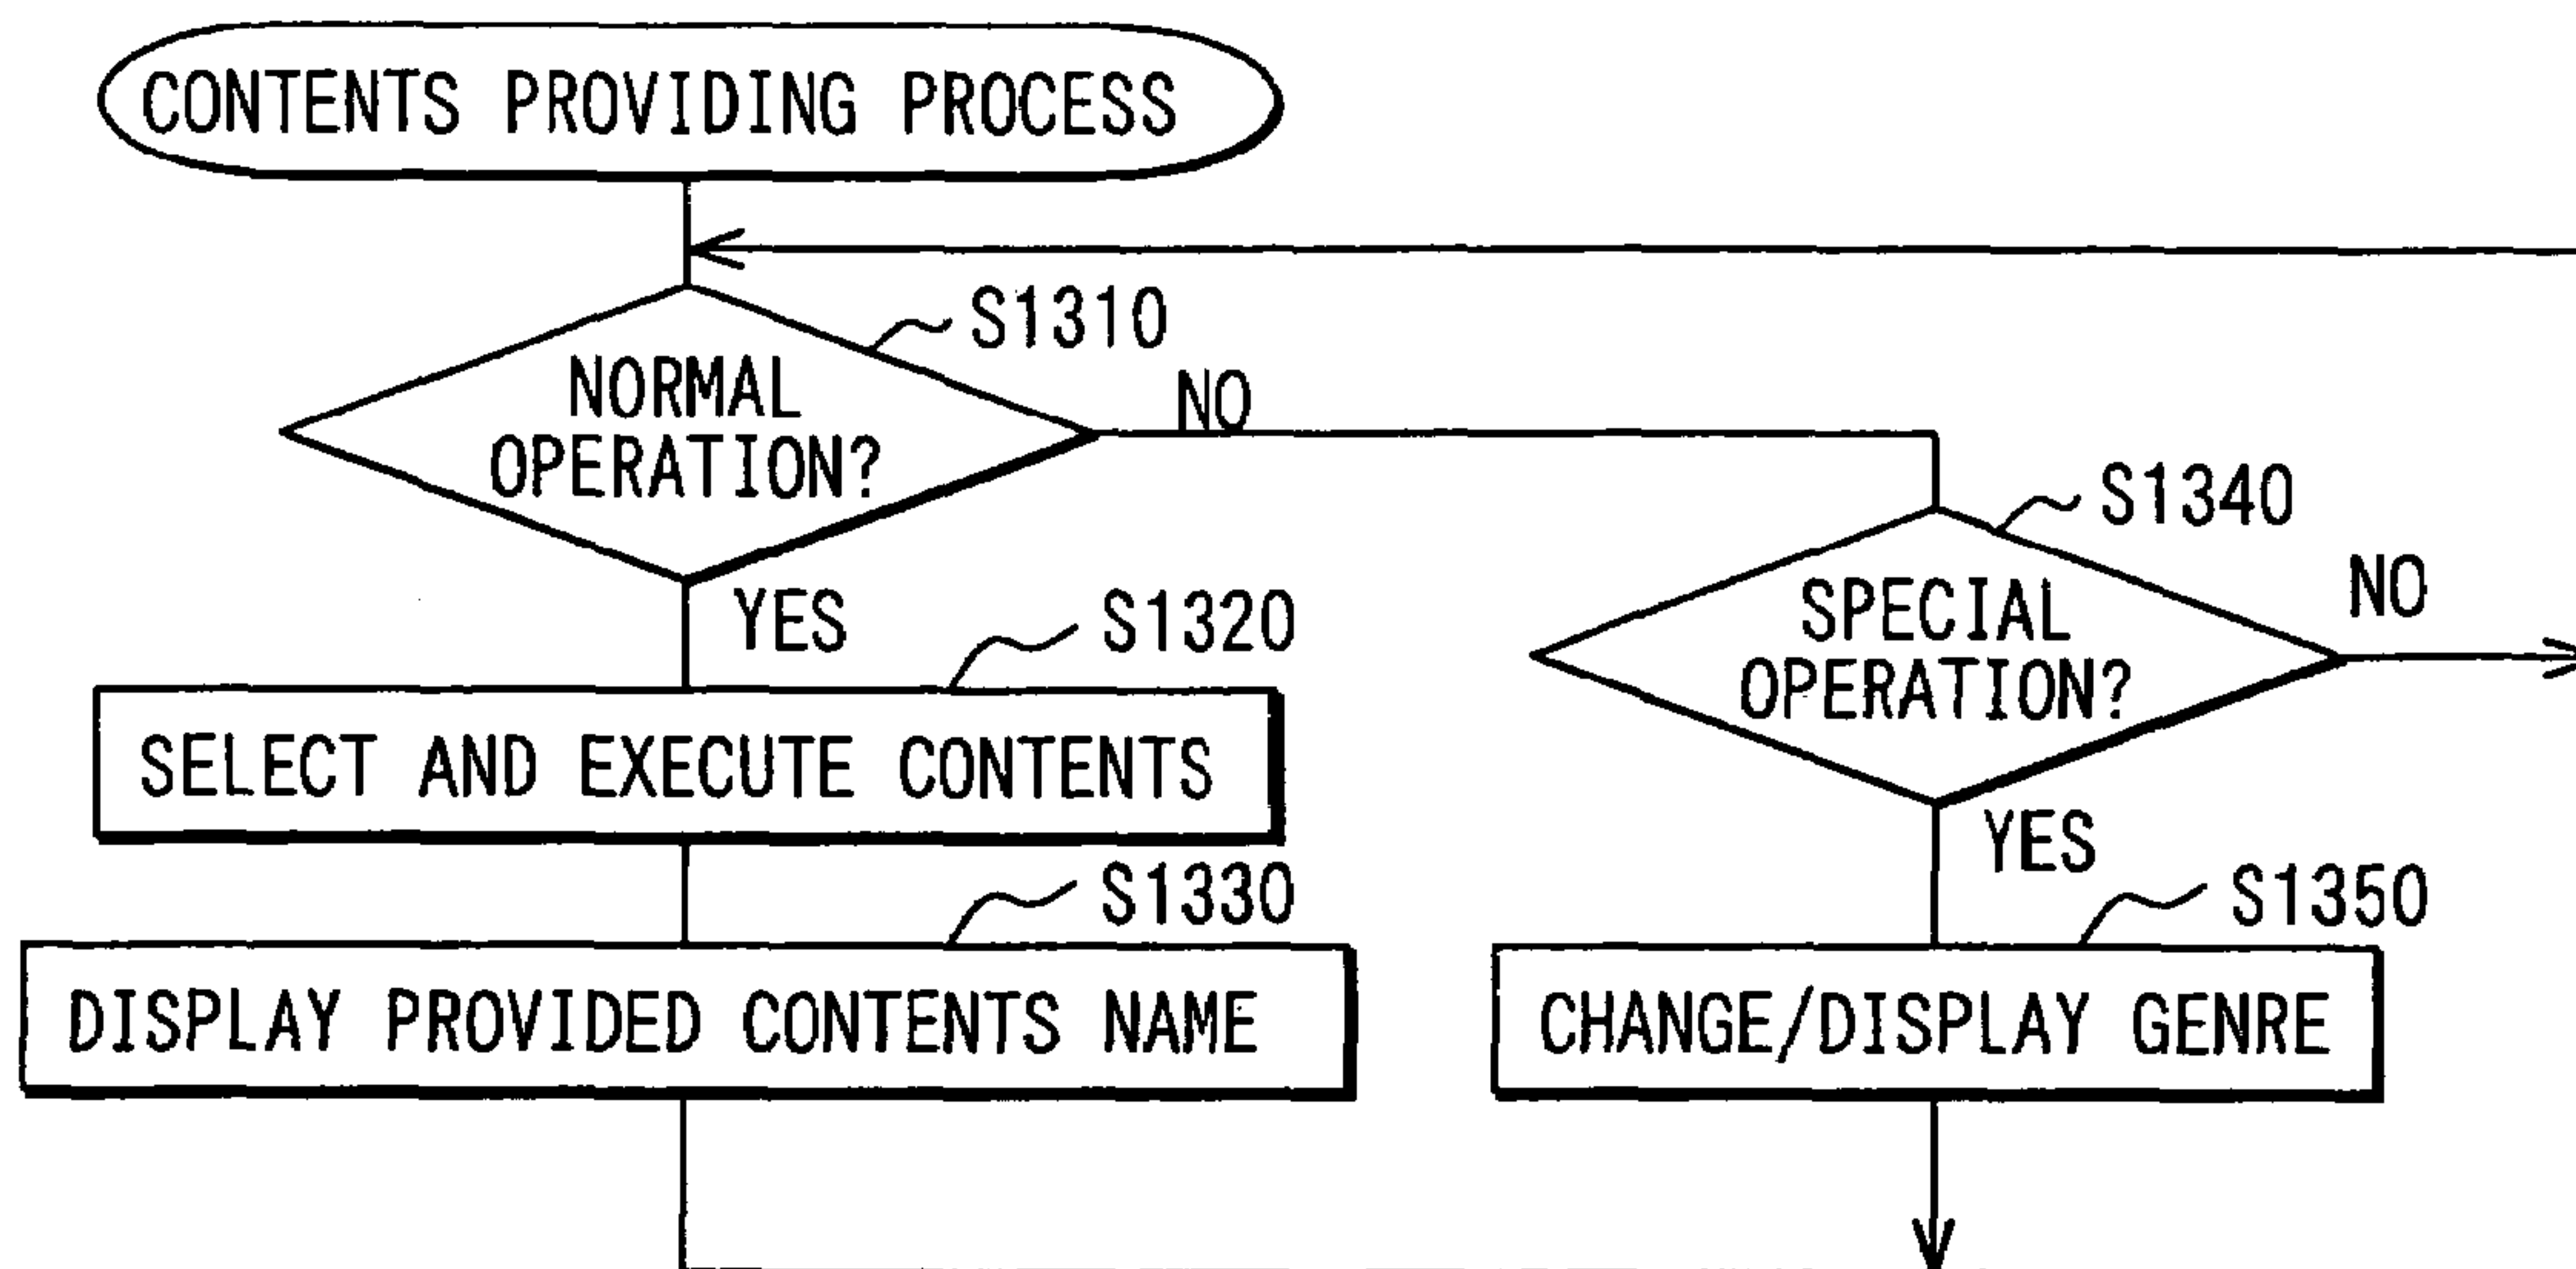 CONTENTS PROVIDING PROCESS
S1310
NORMAL
OPERATION?
NO
YES
S1320
SELECT AND EXECUTE CONTENTS
S1330
DISPLAY PROVIDED CONTENTS NAME
S1340
SPECIAL
OPERATION?
NO
YES
S1350
CHANGE/DISPLAY GENRE